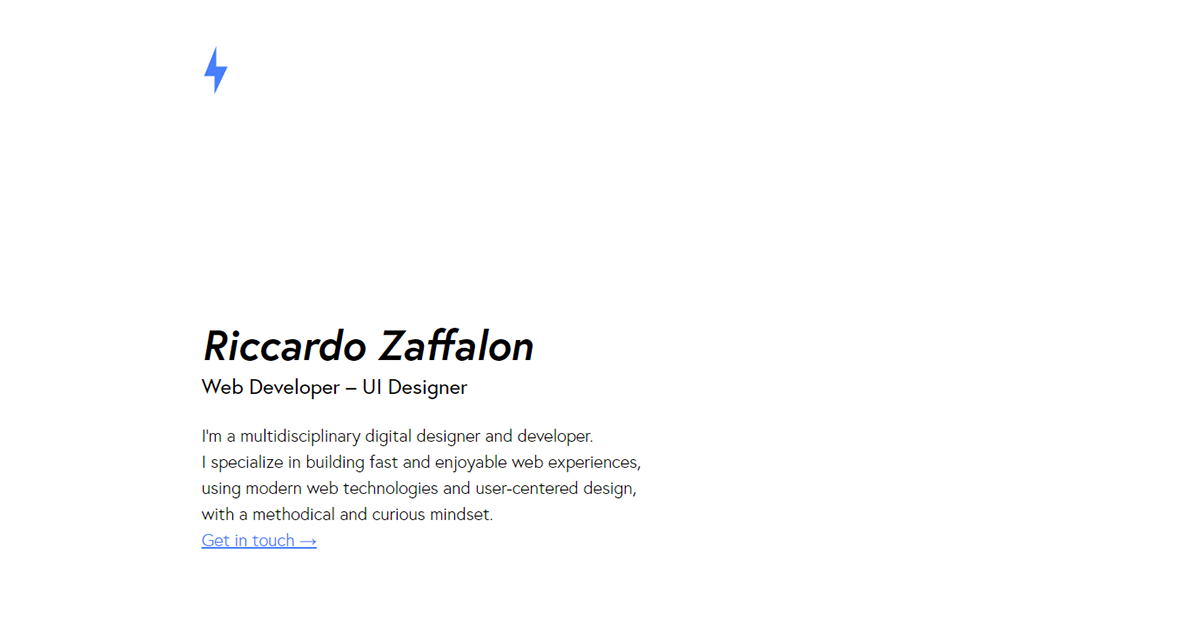 Riccardo Zaffalon
Web Developer – UI Designer
I'm a multidisciplinary digital designer and developer.
I specialize in building fast and enjoyable web experiences,
using modern web technologies and user-centered design,
with a methodical and curious mindset.
Get in touch →